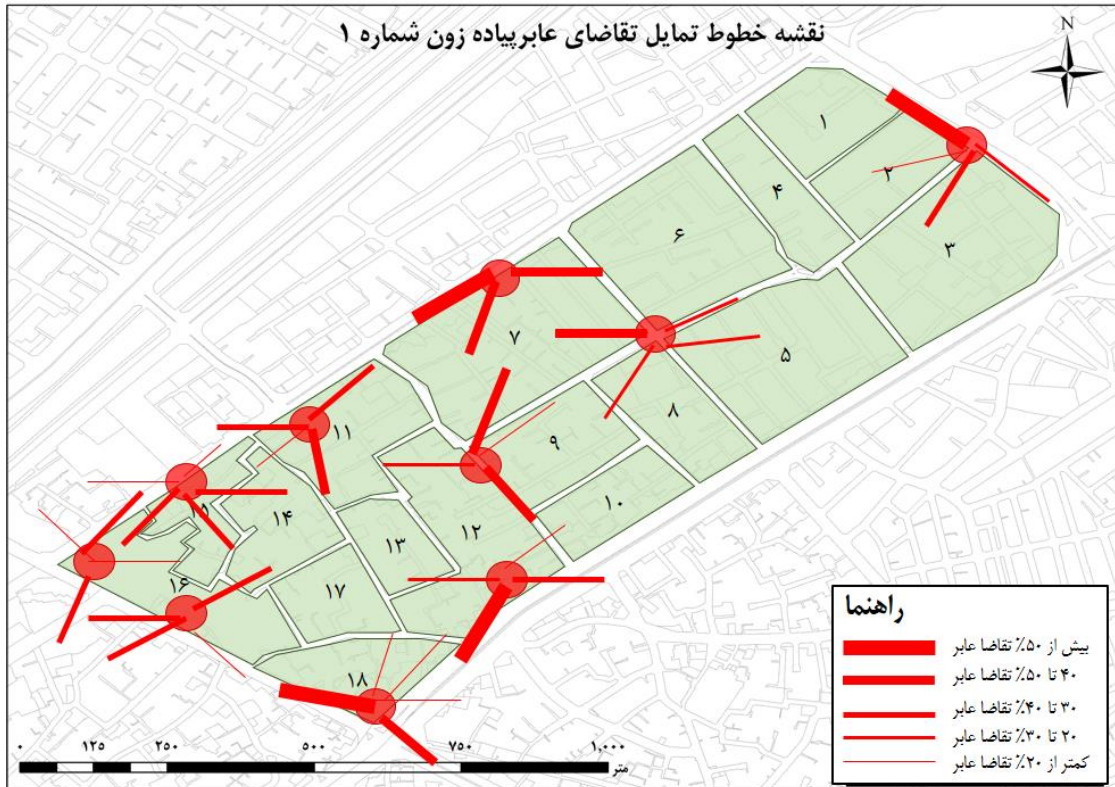 نقشه خطوط تمایل تقاضای عابرپیاده زون شماره ۱
N
۱
۲
۳
۴
۶
۵
۷
۸
۹
۱۰
۱۱
۱۲
۱۳
۱۴
۱۵
۱۶
۱۷
۱۸
راهنما
بیش از ۵۰٪ تقاضا عابر
۴۰ تا ۵۰٪ تقاضا عابر
۳۰ تا ۴۰٪ تقاضا عابر
۲۰ تا ۳۰٪ تقاضا عابر
کمتر از ۲۰٪ تقاضا عابر
۰ ۱۲۵ ۲۵۰ ۵۰۰ ۷۵۰ ۱,۰۰۰
متر